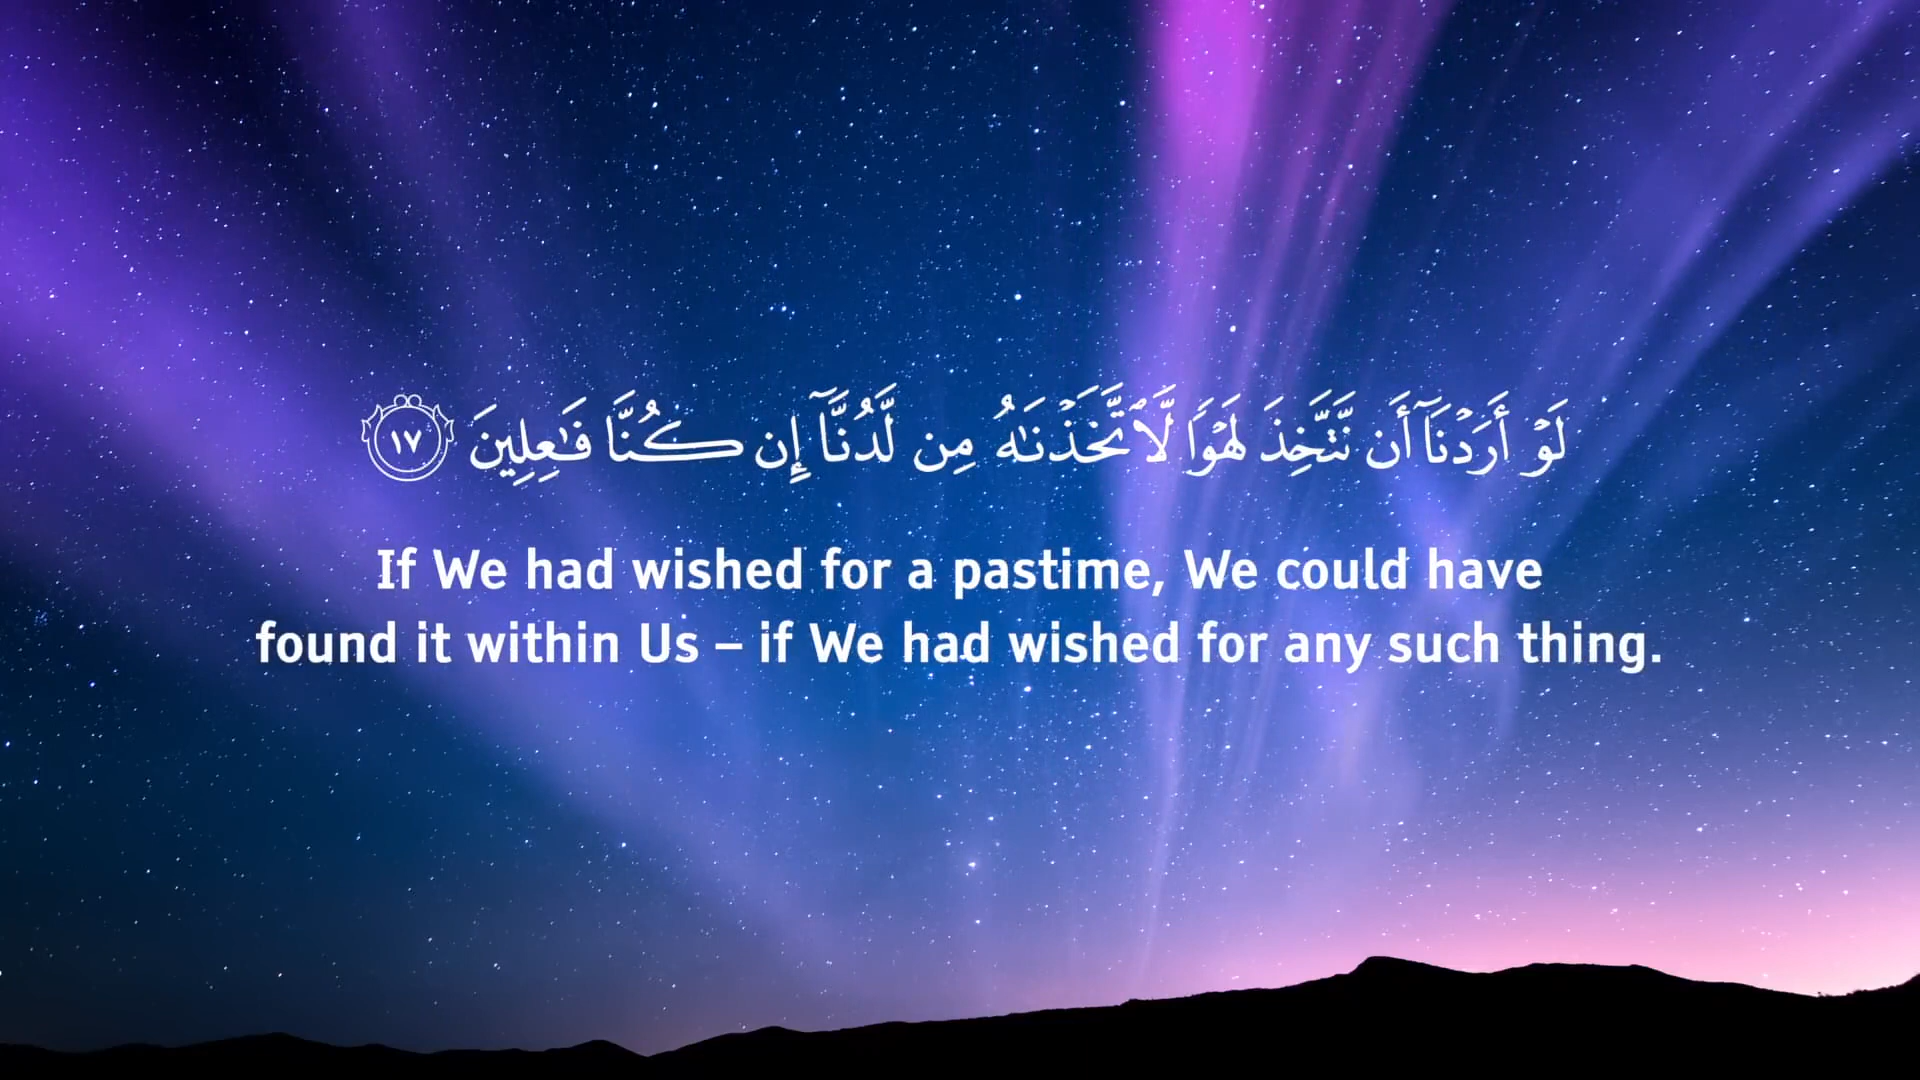 لَوْ أَرَدْنَآ أَن نَّتَّخِذَ لَهْوًا لَّٱتَّخَذْنَـٰهُ مِن لَّدُنَّآ إِن كُنَّا فَـٰعِلِينَ ١٧
If We had wished for a pastime, We could have
found it within Us – if We had wished for any such thing.